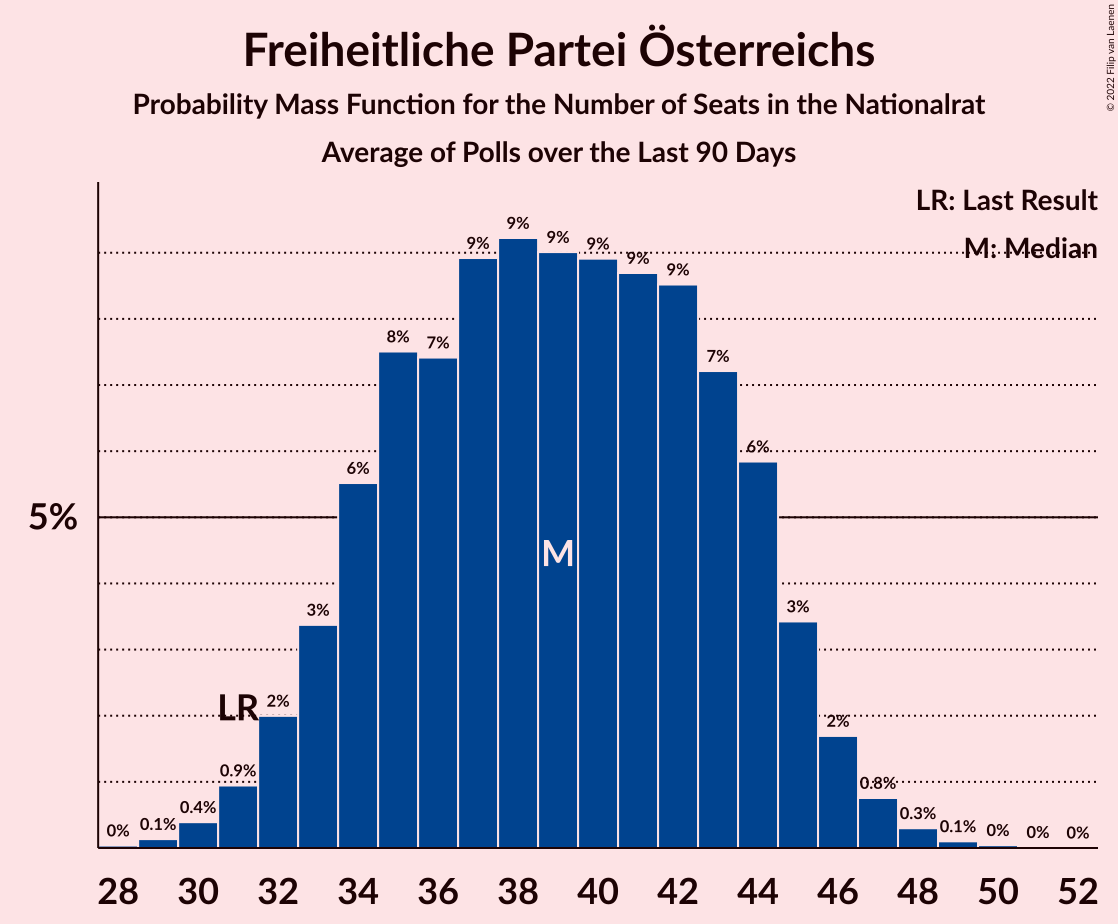 Freiheitliche Partei Österreichs
Probability Mass Function for the Number of Seats in the Nationalrat
Average of Polls over the Last 90 Days
© 2022 Filip van Laenen
LR: Last Result
M: Median
5%
0%
0.1%
0.4%
0.9%
LR
2%
3%
6%
8%
7%
9%
9%
9%
M
9%
9%
9%
7%
6%
3%
2%
0.8%
0.3%
0.1%
0%
0%
0%
28 30 32 34 36 38 40 42 44 46 48 50 52